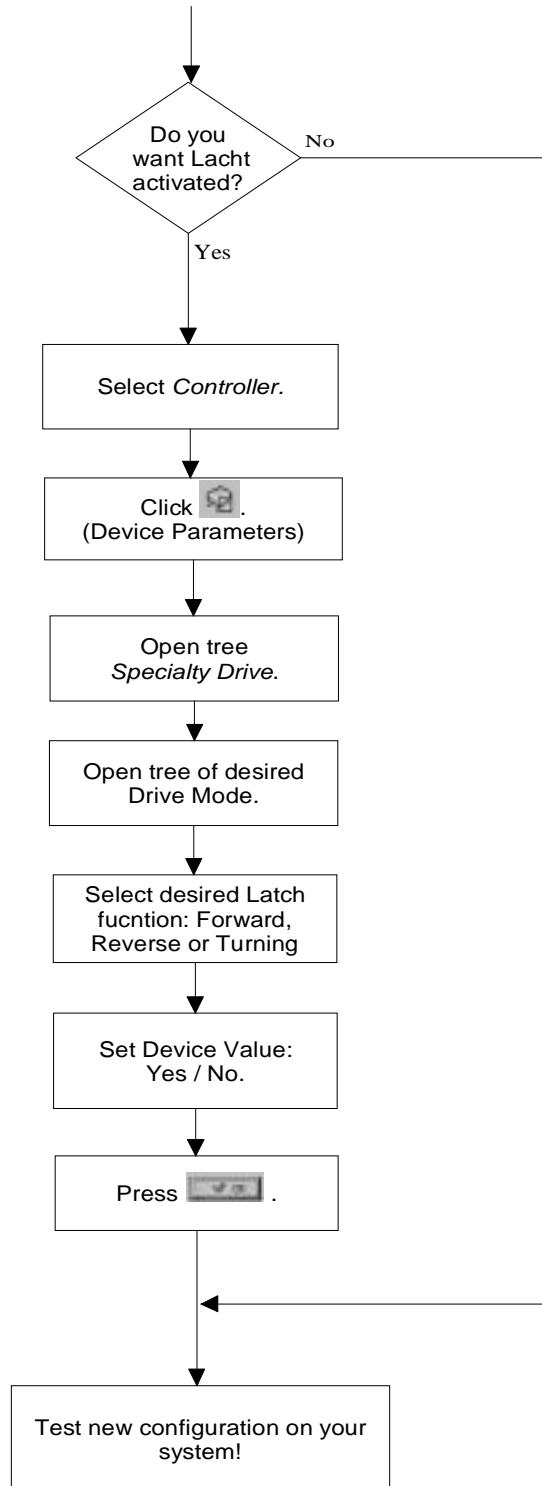 Do you
want Lacht
activated?
No
Yes
Select Controller.
Click .
(Device Parameters)
Open tree
Specialty Drive.
Open tree of desired
Drive Mode.
Select desired Latch
fucntion: Forward,
Reverse or Turning
Set Device Value:
Yes / No.
Press .
Test new configuration on your
system!